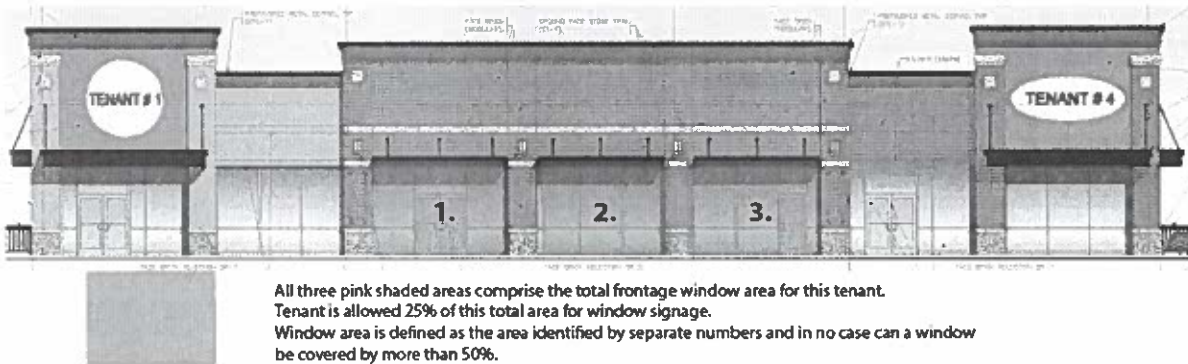 TENANT # 1
TENANT # 4
1.
2.
3.
All three pink shaded areas comprise the total frontage window area for this tenant.
Tenant is allowed 25% of this total area for window signage.
Window area is defined as the area identified by separate numbers and in no case can a window
be covered by more than 50%.